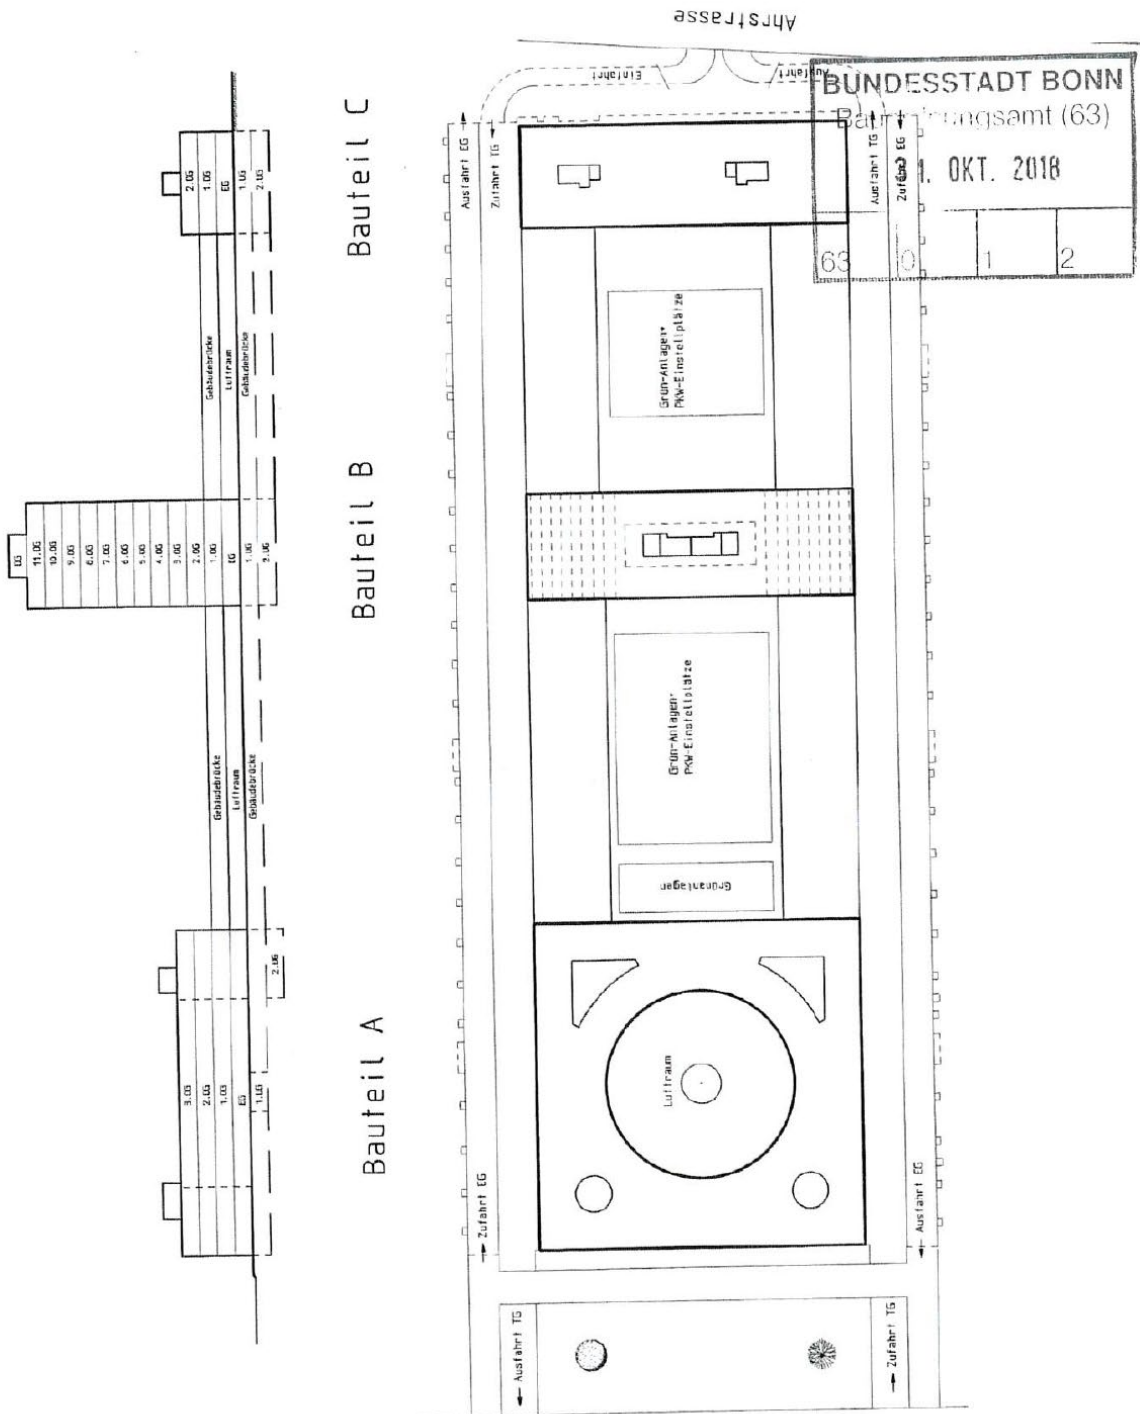 Ahrstrasse
Einfahrt
Ausfahrt
BUNDESSTADT BONN
OKT. 2018
63
0
1
2
Bauteil C
2.OG
1.OG
EG
1.UG
2.UG
Ausfahrt EG
Zufahrt TG
Ausfahrt TG
Zufahrt EG
Gebäudebrücke
Luftraum
Gebäudebrücke
Grün-Anlagen+
PKW-Einstellplätze
Bauteil B
DG
11.OG
10.OG
9.OG
8.OG
7.OG
6.OG
5.OG
4.OG
3.OG
2.OG
1.OG
EG
1.UG
2.UG
Gebäudebrücke
Luftraum
Gebäudebrücke
Grün-Anlagen+
PKW-Einstellplätze
Grünanlagen
Bauteil A
3.OG
2.OG
1.OG
EG
1.UG
2.UG
Luftraum
Zufahrt EG
Ausfahrt EG
Ausfahrt TG
Zufahrt TG